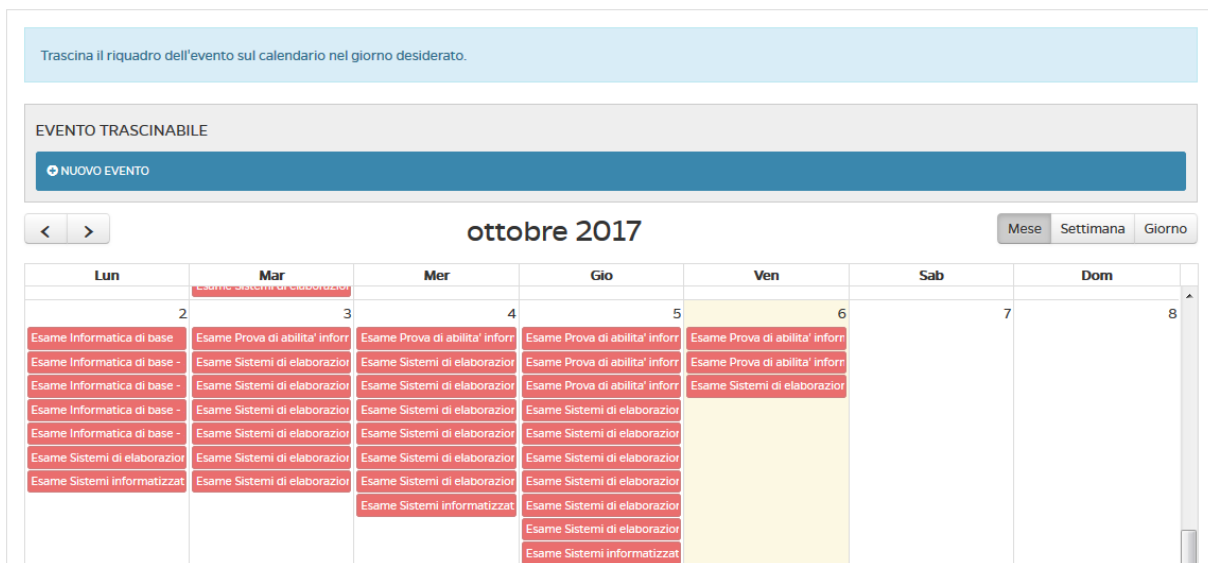 Trascina il riquadro dell'evento sul calendario nel giorno desiderato.
EVENTO TRASCINABILE
NUOVO EVENTO
ottobre 2017
Mese Settimana Giorno
Lun Mar Mer Gio Ven Sab Dom
Esame Sistemi di elaborazion
2 3 4 5 6 7 8
Esame Informatica di base Esame Prova di abilita' inforr Esame Prova di abilita' inforr Esame Prova di abilita' inforr Esame Prova di abilita' inforr
Esame Informatica di base - Esame Sistemi di elaborazior Esame Sistemi di elaborazior Esame Prova di abilita' inforr Esame Prova di abilita' inforr
Esame Informatica di base - Esame Sistemi di elaborazior Esame Sistemi di elaborazior Esame Prova di abilita' inforr Esame Sistemi di elaborazior
Esame Informatica di base - Esame Sistemi di elaborazior Esame Sistemi di elaborazior Esame Sistemi di elaborazior
Esame Informatica di base - Esame Sistemi di elaborazior Esame Sistemi di elaborazior Esame Sistemi di elaborazior
Esame Sistemi di elaborazior Esame Sistemi di elaborazior Esame Sistemi di elaborazior Esame Sistemi di elaborazior
Esame Sistemi informatizzat Esame Sistemi di elaborazior Esame Sistemi di elaborazior Esame Sistemi di elaborazior
Esame Sistemi informatizzat Esame Sistemi di elaborazior
Esame Sistemi di elaborazior
Esame Sistemi informatizzat